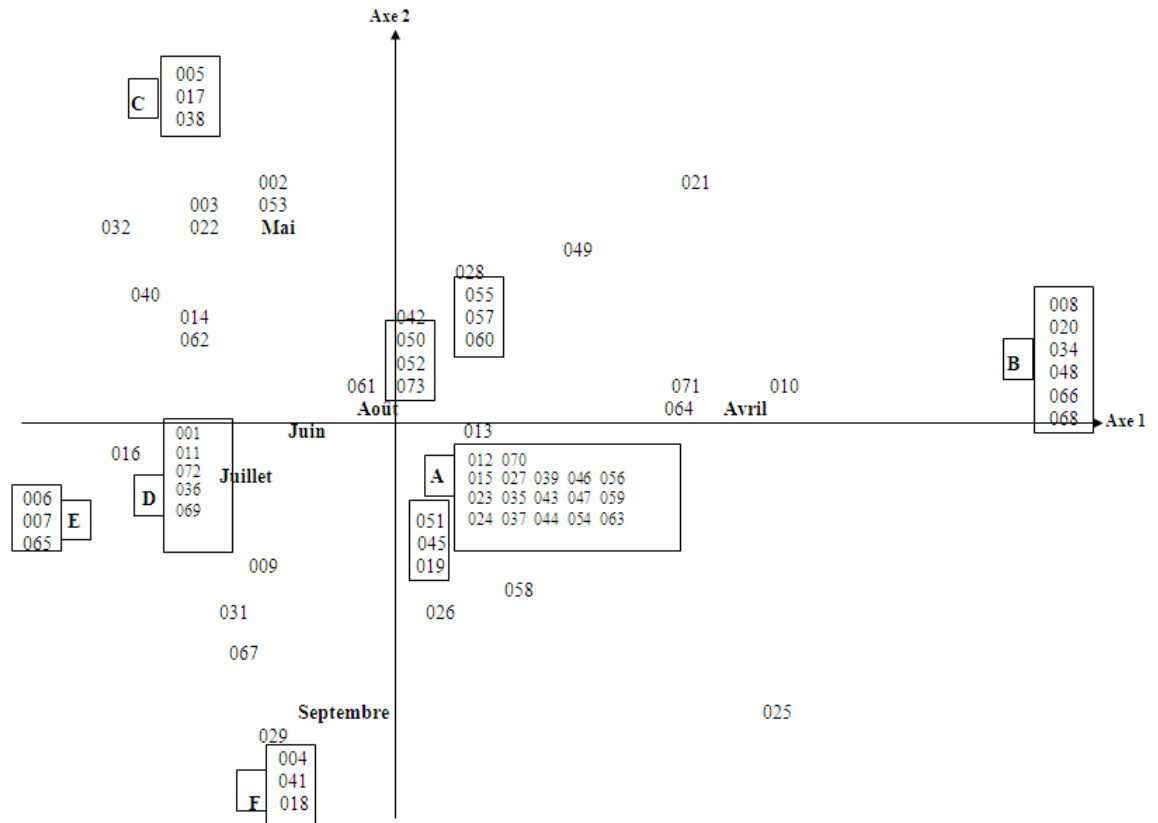 Axe 2
005
017
C
038
002
021
003 053
032 022 Mai
049
028
040 055
008
014 042 057
020
062 050 060
034
052
B
048
061 073 071 010
066
Août 064 Avril
068
Axe 1
001 Juin 013
016 011
012 070
072 Juillet
015 027 039 046 056
A
036
006 D
023 035 043 047 059
069
007 E
051
024 037 044 054 063
065
045
009 019
058
031 026
067
Septembre 025
029
004
041
F 018